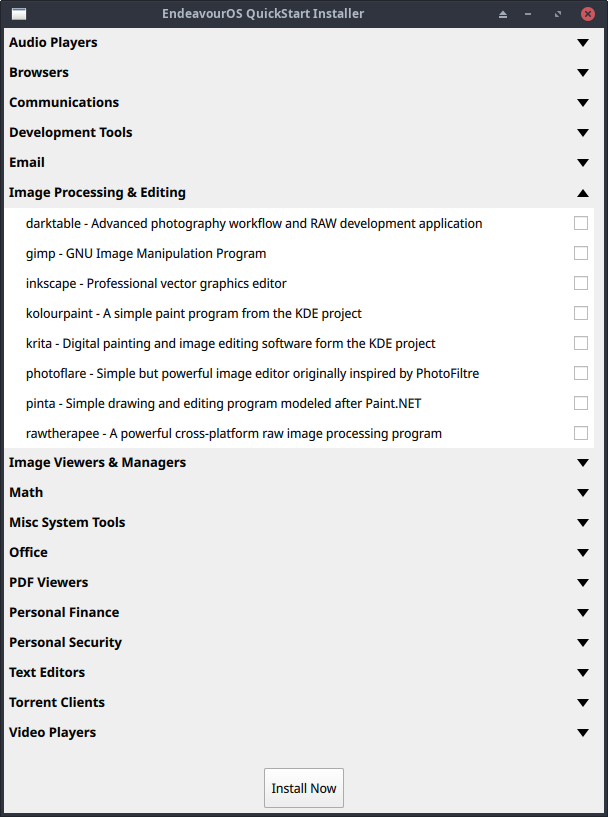 EndeavourOS QuickStart Installer
Audio Players
Browsers
Communications
Development Tools
Email
Image Processing & Editing
darktable - Advanced photography workflow and RAW development application
gimp - GNU Image Manipulation Program
inkscape - Professional vector graphics editor
kolourpaint - A simple paint program from the KDE project
krita - Digital painting and image editing software form the KDE project
photoflare - Simple but powerful image editor originally inspired by PhotoFiltre
pinta - Simple drawing and editing program modeled after Paint.NET
rawtherapee - A powerful cross-platform raw image processing program
Image Viewers & Managers
Math
Misc System Tools
Office
PDF Viewers
Personal Finance
Personal Security
Text Editors
Torrent Clients
Video Players
Install Now